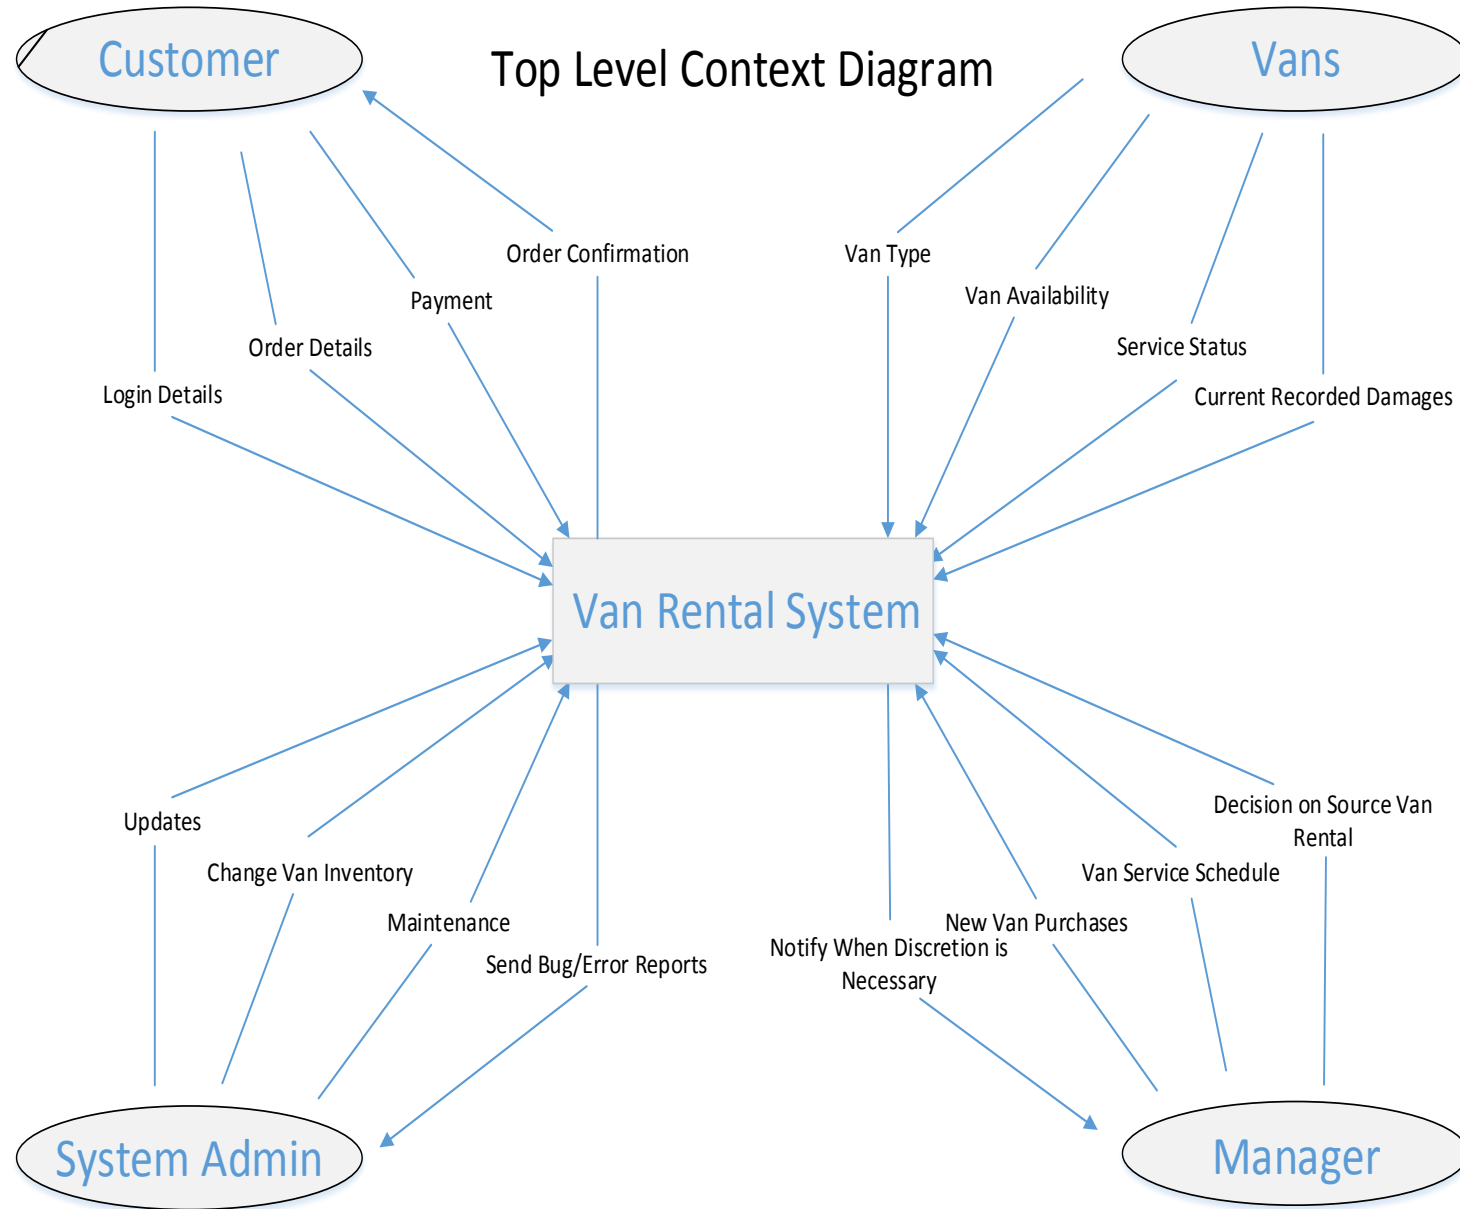 Customer
Top Level Context Diagram
Vans
Order Confirmation
Van Type
Payment
Van Availability
Order Details
Service Status
Login Details
Current Recorded Damages
Van Rental System
Updates
Decision on Source Van
Rental
Change Van Inventory
Van Service Schedule
Maintenance
New Van Purchases
Send Bug/Error Reports
Notify When Discretion is
Necessary
System Admin
Manager